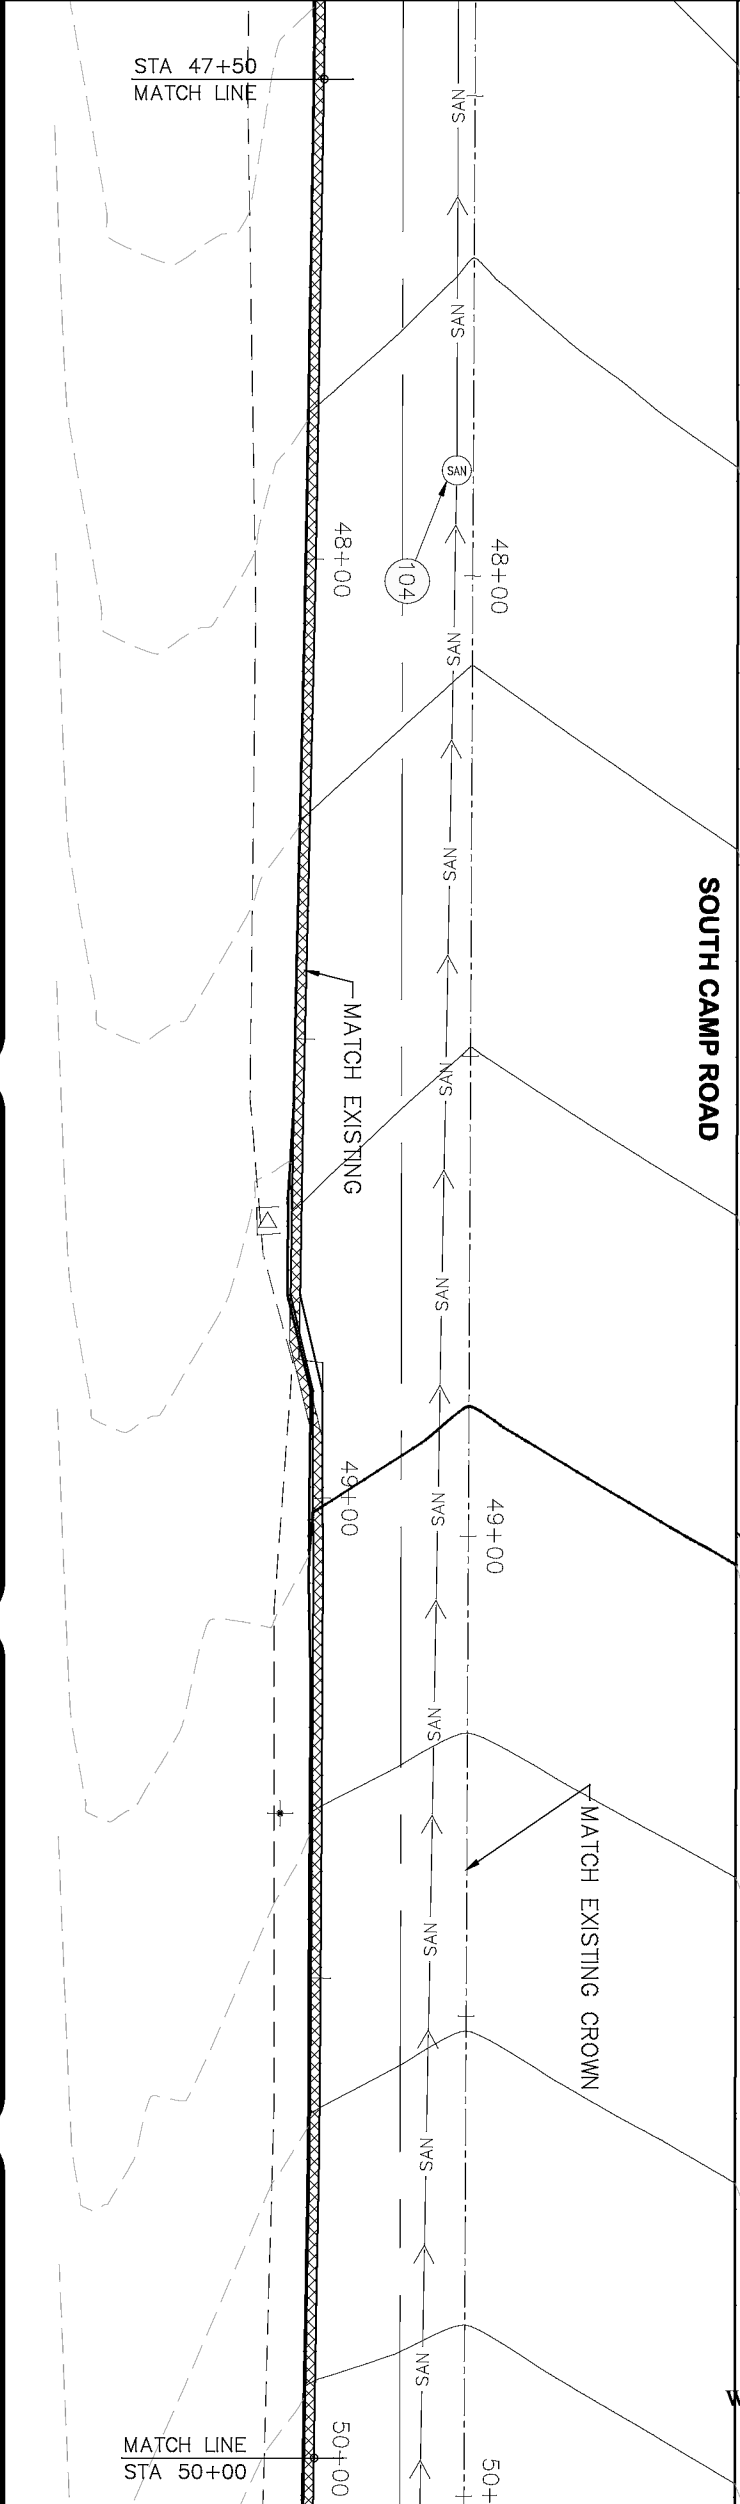 STA 47+50
MATCH LINE
SAN
SAN
SAN
48+00
48+00
104
SAN
SAN
SOUTH CAMP ROAD
MATCH EXISTING
SAN
SAN
49+00
49+00
SAN
SAN
MATCH EXISTING CROWN
SAN
SAN
SAN
MATCH LINE
STA 50+00
50+00
50+
W